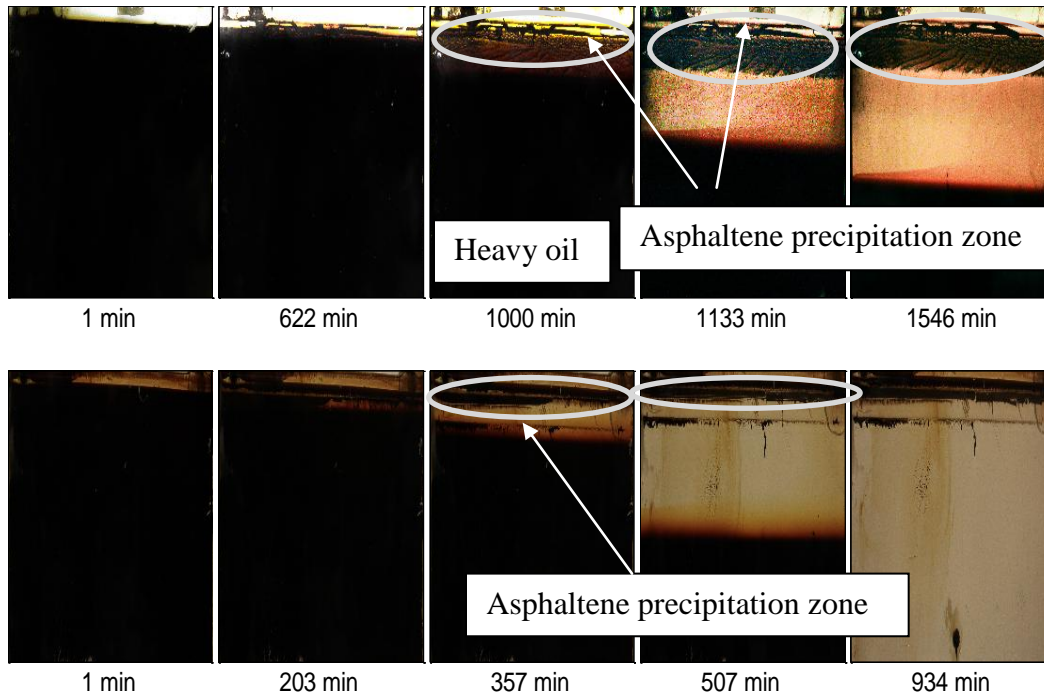 Heavy oil
Asphaltene precipitation zone
1 min 622 min 1000 min 1133 min 1546 min
Asphaltene precipitation zone
1 min 203 min 357 min 507 min 934 min